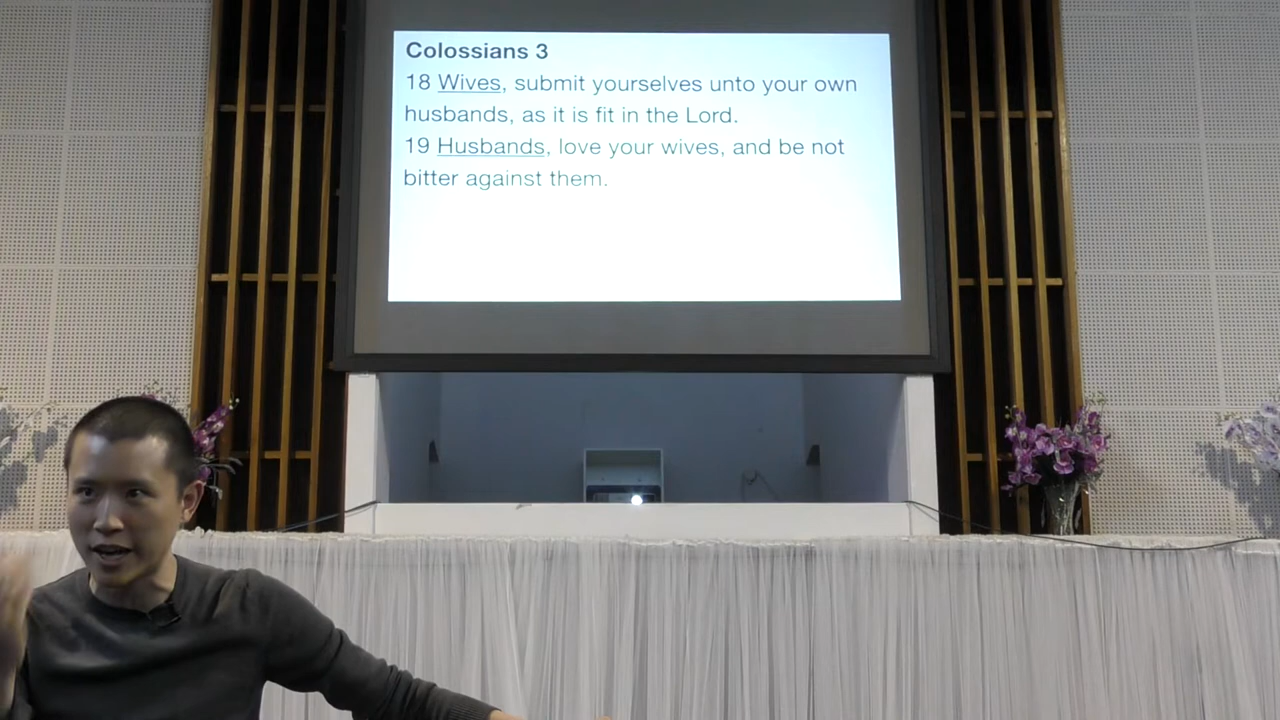 Colossians 3
18 Wives, submit yourselves unto your own
husbands, as it is fit in the Lord.
19 Husbands, love your wives, and be not
bitter against them.